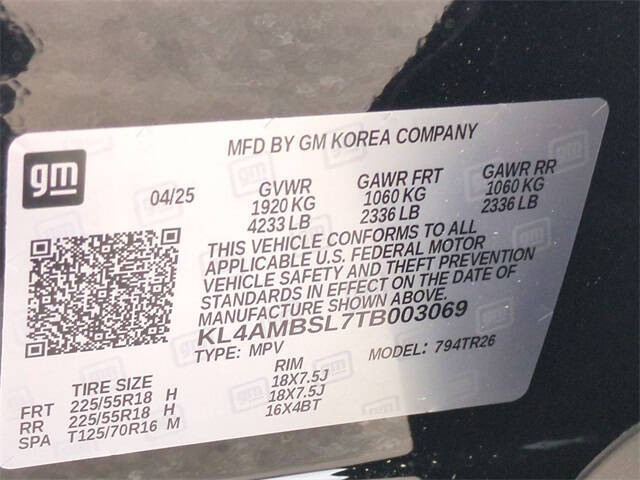 MFD BY GM KOREA COMPANY
gm
04/25
GVWR GAWR FRT GAWR RR
1920 KG 1060 KG 1060 KG
4233 LB 2336 LB 2336 LB
THIS VEHICLE CONFORMS TO ALL
APPLICABLE U.S. FEDERAL MOTOR
VEHICLE SAFETY AND THEFT PREVENTION
STANDARDS IN EFFECT ON THE DATE OF
MANUFACTURE SHOWN ABOVE.
KL4AMBSL7TB003069
TYPE: MPV MODEL: 794TR26
TIRE SIZE RIM
FRT 225/55R18 H 18X7.5J
RR 225/55R18 H 18X7.5J
SPA T125/70R16 M 16X4BT